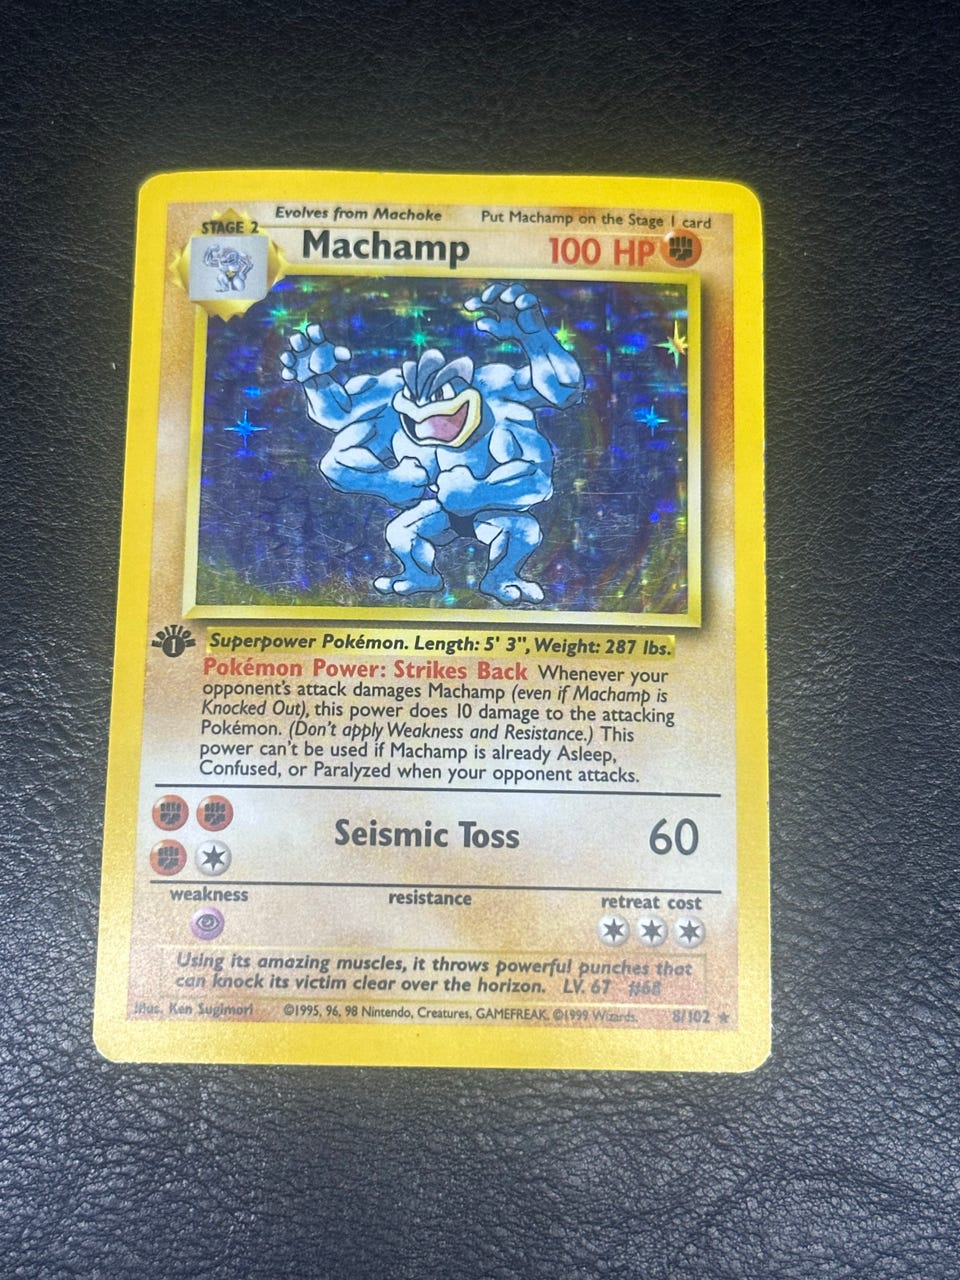 Evolves from Machoke Put Machamp on the Stage 1 card
STAGE 2
Machamp 100 HP
EDITION
1
Superpower Pokémon. Length: 5' 3", Weight: 287 lbs.
Pokémon Power: Strikes Back Whenever your
opponent's attack damages Machamp (even if Machamp is
Knocked Out), this power does 10 damage to the attacking
Pokémon. (Don't apply Weakness and Resistance.) This
power can't be used if Machamp is already Asleep,
Confused, or Paralyzed when your opponent attacks.
Seismic Toss 60
weakness resistance retreat cost
Using its amazing muscles, it throws powerful punches that
can knock its victim clear over the horizon. LV. 67 #68
Illus. Ken Sugimori ©1995, 96, 98 Nintendo, Creatures, GAMEFREAK. ©1999 Wizards. 8/102 ★